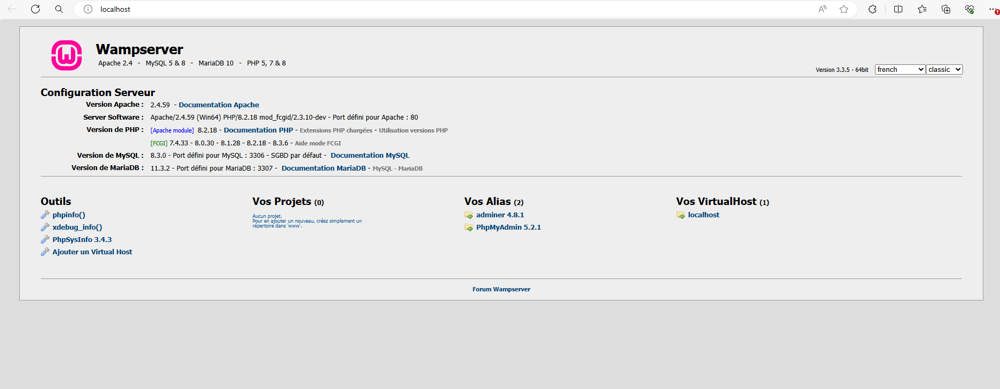 localhost
Wampserver
Apache 2.4 - MySQL 5 & 8 - MariaDB 10 - PHP 5, 7 & 8
Version 3.3.5 - 64bit french classic
Configuration Serveur
Version Apache : 2.4.59 - Documentation Apache
Server Software : Apache/2.4.59 (Win64) PHP/8.2.18 mod_fcgid/2.3.10-dev - Port défini pour Apache : 80
Version de PHP : [Apache module] 8.2.18 - Documentation PHP - Extensions PHP chargées - Utilisation versions PHP
[FCGI] 7.4.33 - 8.0.30 - 8.1.28 - 8.2.18 - 8.3.6 - Aide mode FCGI
Version de MySQL : 8.3.0 - Port défini pour MySQL : 3306 - SGBD par défaut - Documentation MySQL
Version de MariaDB : 11.3.2 - Port défini pour MariaDB : 3307 - Documentation MariaDB - MySQL - MariaDB
Outils
phpinfo()
xdebug_info()
PhpSysInfo 3.4.3
Ajouter un Virtual Host
Vos Projets (0)
Aucun projet.
Pour en ajouter un nouveau, créez simplement un
répertoire dans 'www'.
Vos Alias (2)
adminer 4.8.1
PhpMyAdmin 5.2.1
Vos VirtualHost (1)
localhost
Forum Wampserver